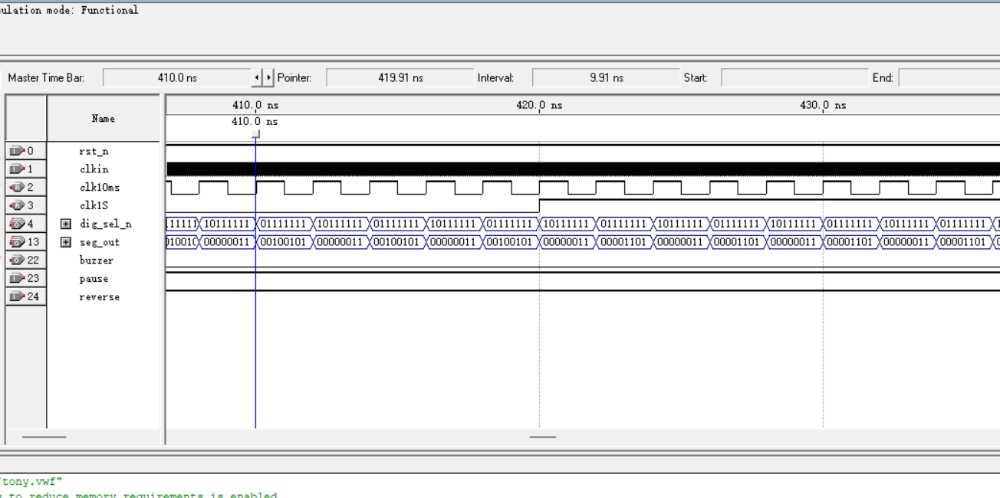 ulation mode: Functional
Master Time Bar: 410.0 ns Pointer: 419.91 ns Interval: 9.91 ns Start: End:
Name 410.0 ns 420.0 ns 430.0 ns
410.0 ns
0 rst_n
1 clkin
2 clk10ms
3 clk1S
4 dig_sel_n 11111 10111111 01111111 10111111 01111111 10111111 01111111 10111111 01111111 10111111 01111111 10111111 01111111 10111111 01111111
13 seg_out 10010 00000011 00100101 00000011 00100101 00000011 00100101 00000011 00001101 00000011 00001101 00000011 00001101 00000011 00001101
22 buzzer
23 pause
24 reverse
/tony.vwf"
to reduce memory requirements is enabled